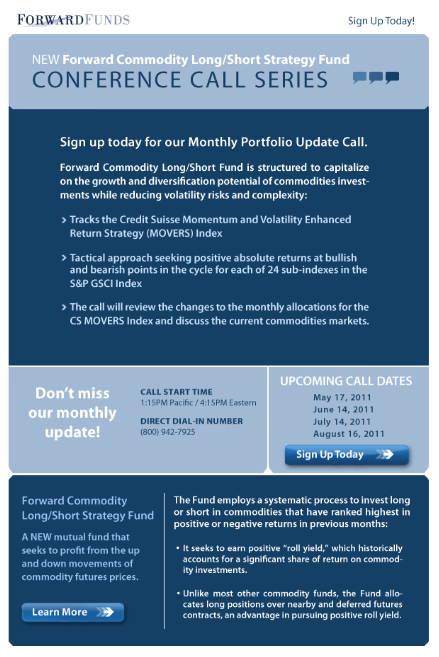 FORWARDFUNDS
Sign Up Today!
NEW Forward Commodity Long/Short Strategy Fund
CONFERENCE CALL SERIES
Sign up today for our Monthly Portfolio Update Call.
Forward Commodity Long/Short Fund is structured to capitalize
on the growth and diversification potential of commodities invest-
ments while reducing volatility risks and complexity:
Tracks the Credit Suisse Momentum and Volatility Enhanced
Return Strategy (MOVERS) Index
Tactical approach seeking positive absolute returns at bullish
and bearish points in the cycle for each of 24 sub-indexes in the
S&P GSCI Index
The call will review the changes to the monthly allocations for the
CS MOVERS Index and discuss the current commodities markets.
Don't miss
our monthly
update!
CALL START TIME
1:15PM Pacific / 4:15PM Eastern
DIRECT DIAL-IN NUMBER
(800) 942-7925
UPCOMING CALL DATES
May 17, 2011
June 14, 2011
July 14, 2011
August 16, 2011
Sign Up Today
Forward Commodity
Long/Short Strategy Fund
A NEW mutual fund that
seeks to profit from the up
and down movements of
commodity futures prices.
Learn More
The Fund employs a systematic process to invest long
or short in commodities that have ranked highest in
positive or negative returns in previous months:
• It seeks to earn positive "roll yield," which historically
accounts for a significant share of return on commod-
ity investments.
• Unlike most other commodity funds, the Fund allo-
cates long positions over nearby and deferred futures
contracts, an advantage in pursuing positive roll yield.